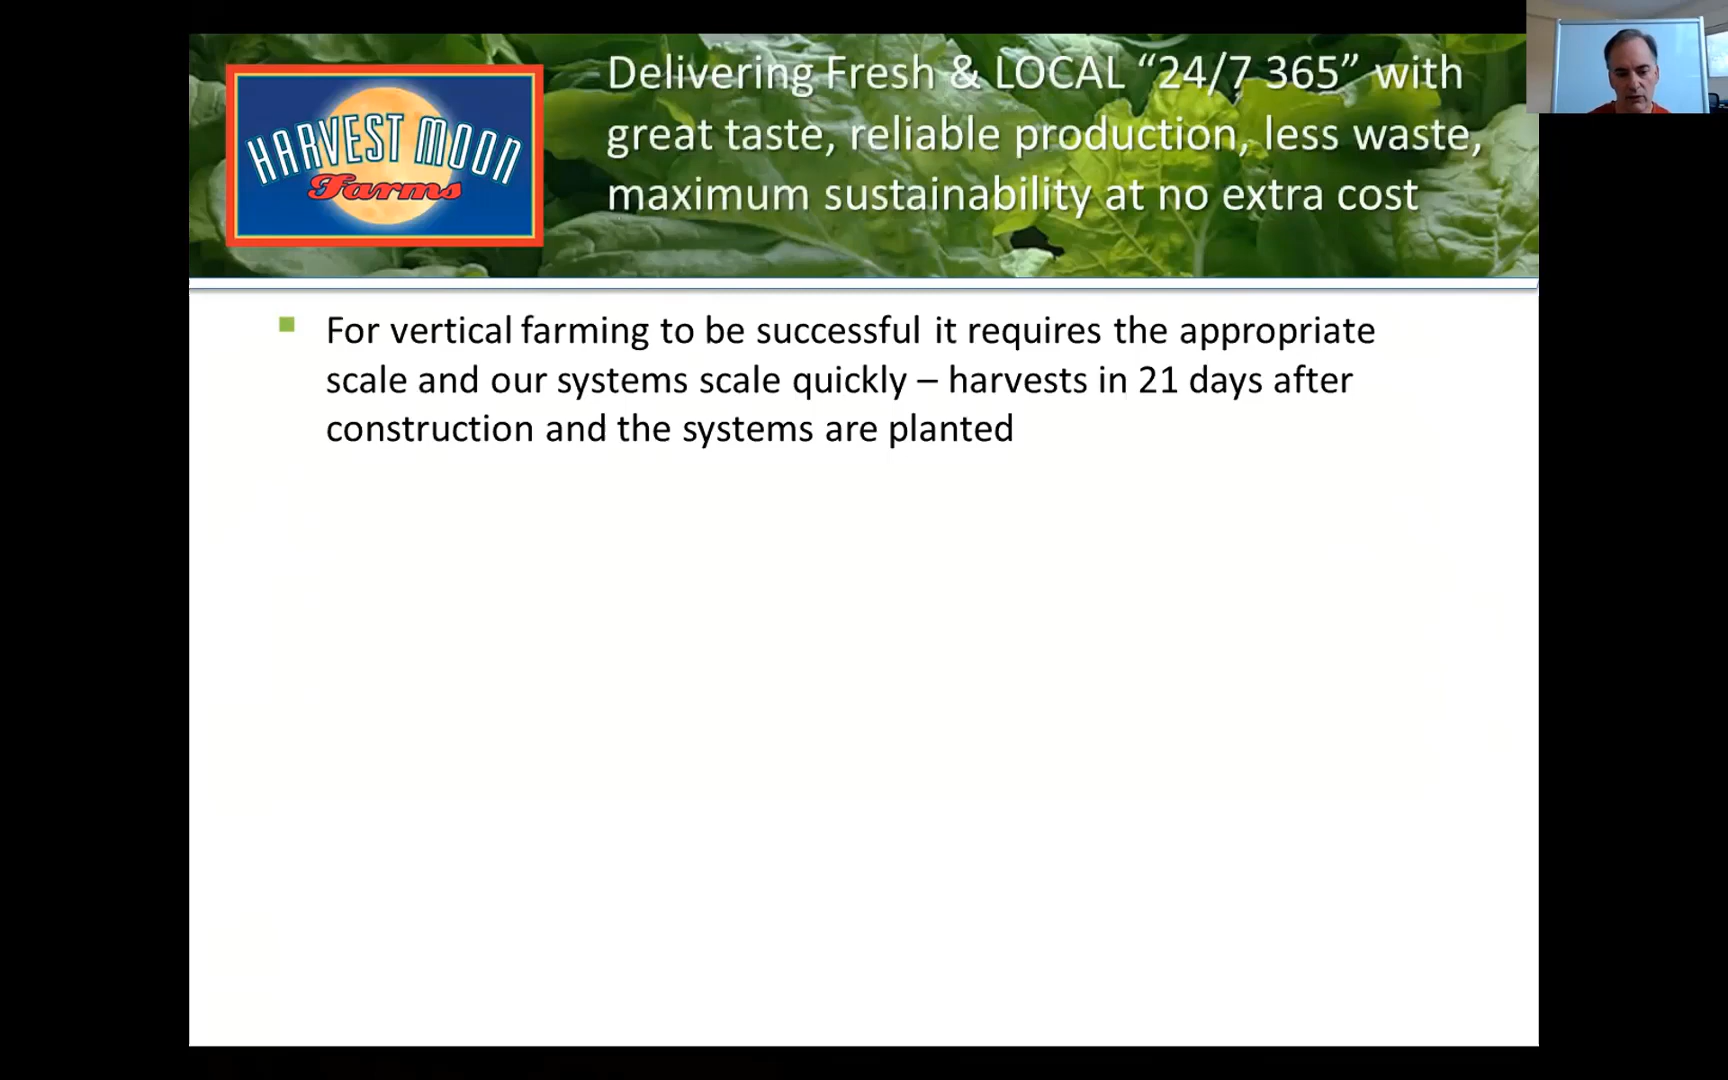 HARVEST MOON
Farms
Delivering Fresh & LOCAL “24/7 365” with
great taste, reliable production, less waste,
maximum sustainability at no extra cost
For vertical farming to be successful it requires the appropriate
scale and our systems scale quickly – harvests in 21 days after
construction and the systems are planted